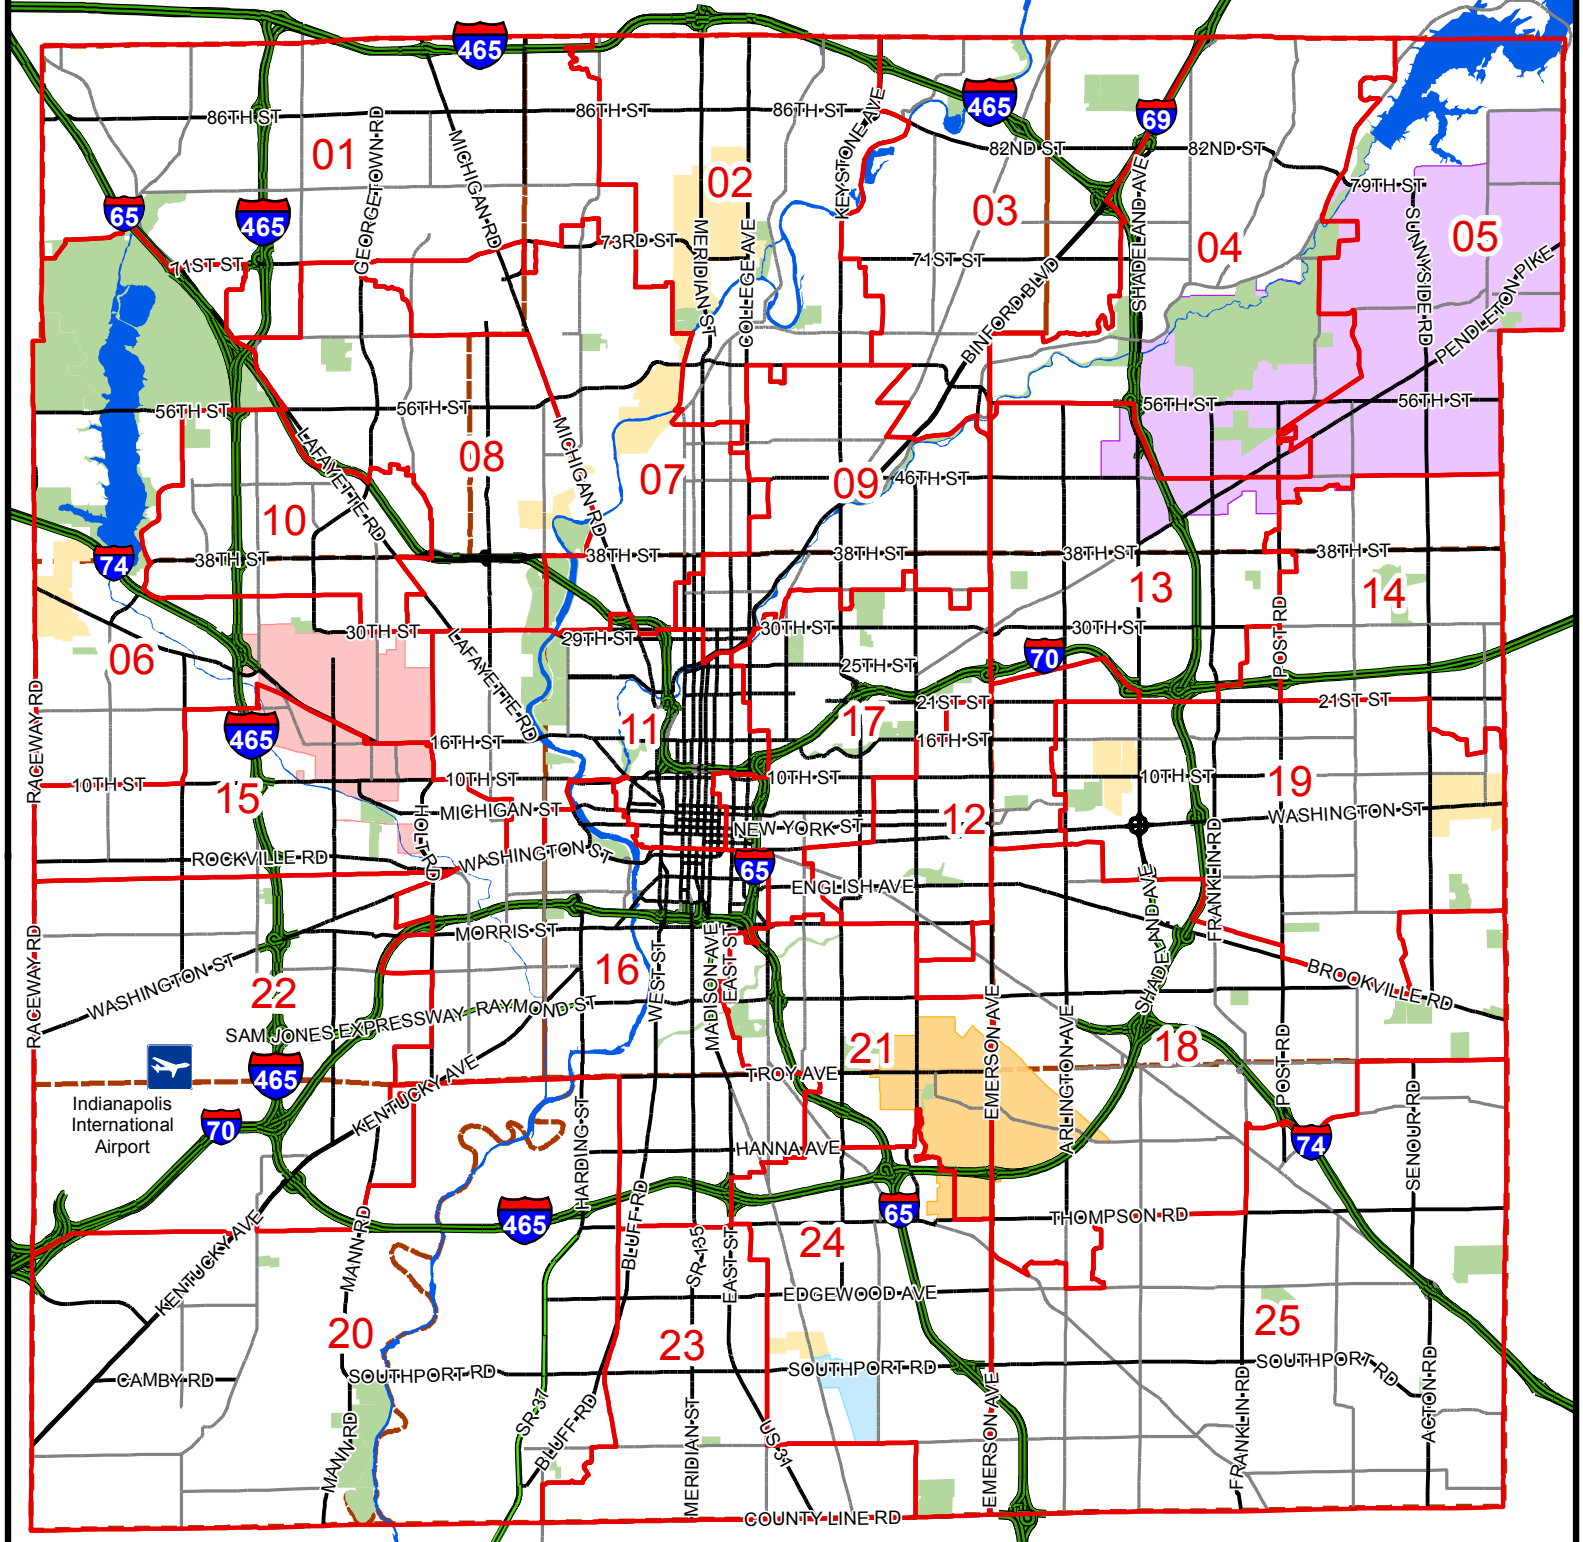 465
86TH ST
86TH ST
86TH ST
01
GEORGETOWN RD
MICHIGAN RD
KEYSTONE AVE
465
69
82ND ST
82ND ST
02
03
04
79TH ST
05
65
465
71ST ST
73RD ST
MERIDIAN ST
COLLEGE AVE
71ST ST
BINFORD BLVD
SHADELAND AVE
SUNNYSIDE RD
PENDLETON PIKE
56TH ST
56TH ST
56TH ST
56TH ST
LAFAYETTE RD
08
MICHIGAN RD
07
09
46TH ST
10
74
38TH ST
38TH ST
38TH ST
38TH ST
38TH ST
13
14
06
30TH ST
LAFAYETTE RD
29TH ST
30TH ST
30TH ST
POST RD
25TH ST
70
21ST ST
21ST ST
RACEWAY RD
465
16TH ST
11
17
16TH ST
10TH ST
15
10TH ST
10TH ST
10TH ST
19
HOLT RD
MICHIGAN ST
NEW YORK ST
12
WASHINGTON ST
ROCKVILLE RD
WASHINGTON ST
65
ENGLISH AVE
FRANKLIN RD
SHADELAND AVE
RACEWAY RD
MORRIS ST
WASHINGTON ST
22
16
WEST ST
MADISON AVE
EAST ST
BROOKVILLE RD
SAM JONES EXPRESSWAY
RAYMOND ST
21
EMERSON AVE
ARLINGTON AVE
18
POST RD
465
Indianapolis
International
Airport
70
KENTUCKY AVE
TROY AVE
HARDING ST
HANNA AVE
74
SENOUR RD
465
65
THOMPSON RD
KENTUCKY AVE
MANN RD
BLUFF RD
SR-135
EAST ST
24
EDGEWOOD AVE
20
23
25
CAMBY RD
SOUTHPORT RD
SOUTHPORT RD
SOUTHPORT RD
MANN RD
SR-37
BLUFF RD
MERIDIAN ST
US 31
EMERSON AVE
FRANKLIN RD
ACTON RD
COUNTY LINE RD